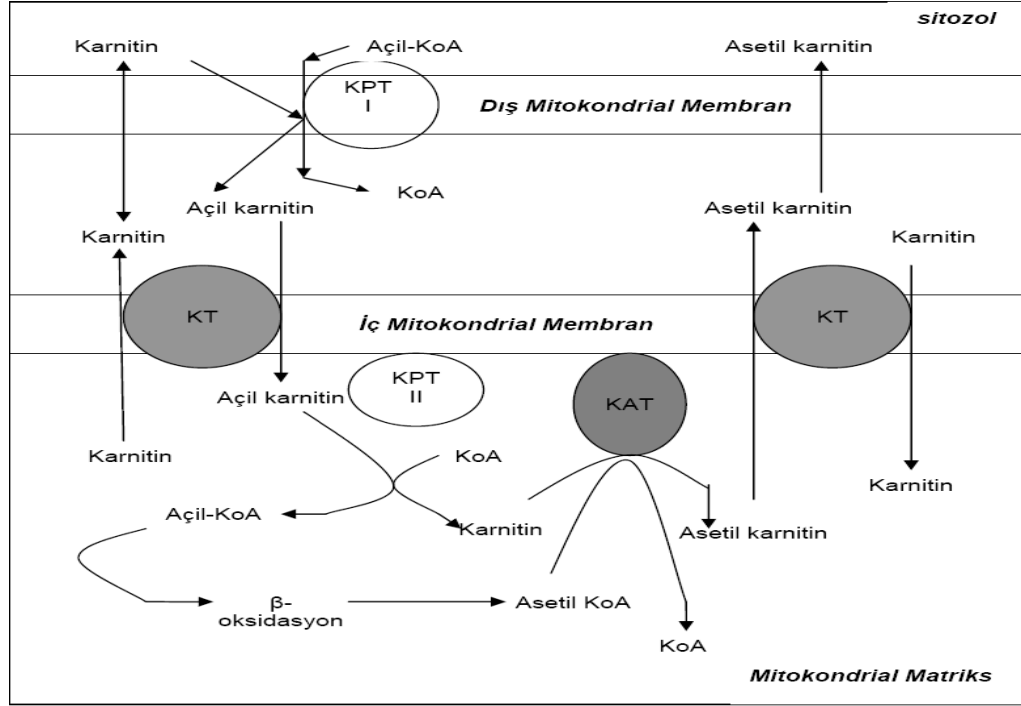 sitozol
Karnitin
Açil-KoA
Asetil karnitin
KPT
I
Dış Mitokondrial Membran
KoA
Açil karnitin
Asetil karnitin
Karnitin
Karnitin
KT
İç Mitokondrial Membran
KT
KPT
II
Açil karnitin
KAT
Karnitin
KoA
Karnitin
Açil-KoA
Karnitin
Asetil karnitin
β-
oksidasyon
Asetil KoA
KoA
Mitokondrial Matriks